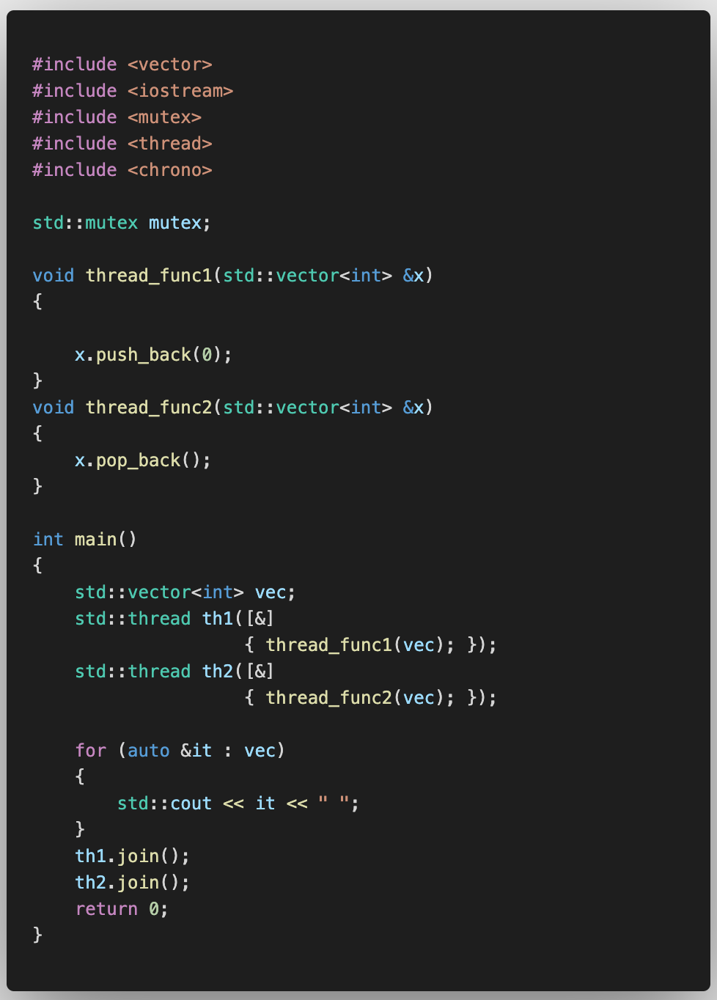 #include <vector>
#include <iostream>
#include <mutex>
#include <thread>
#include <chrono>
std::mutex mutex;
void thread_func1(std::vector<int> &x)
{
x.push_back(0);
}
void thread_func2(std::vector<int> &x)
{
x.pop_back();
}
int main()
{
std::vector<int> vec;
std::thread th1([&]
{ thread_func1(vec); });
std::thread th2([&]
{ thread_func2(vec); });
for (auto &it : vec)
{
std::cout << it << " ";
}
th1.join();
th2.join();
return 0;
}